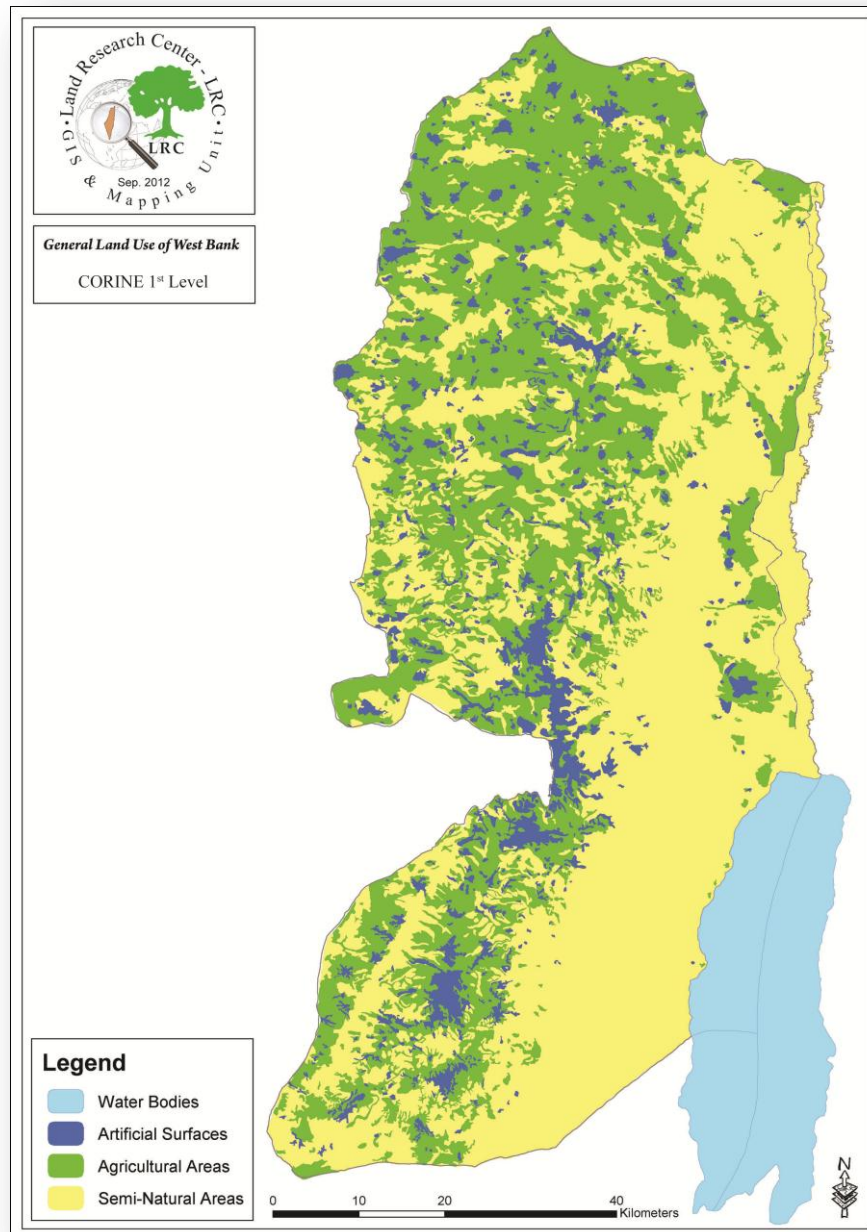 Land Research Center - LRC
LRC
Sep. 2012
GIS & Mapping Unit
General Land Use of West Bank
CORINE 1st Level
Legend
Water Bodies
Artificial Surfaces
Agricultural Areas
Semi-Natural Areas
0 10 20 40
Kilometers
N